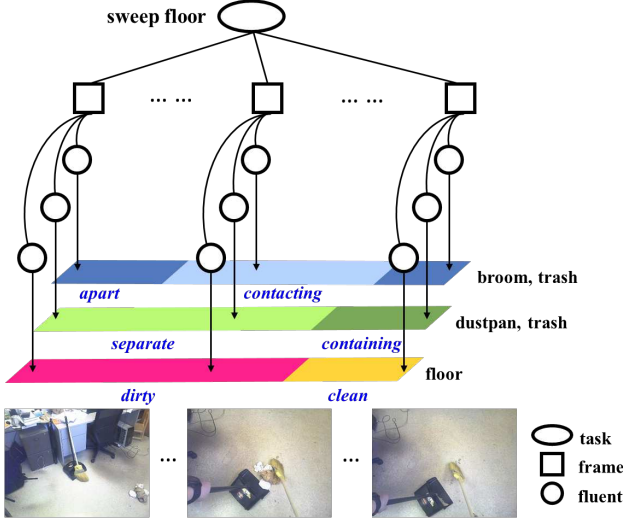 sweep floor
... ... ... ...
apart contacting broom, trash
separate containing dustpan, trash
dirty clean floor
... ...
task
frame
fluent